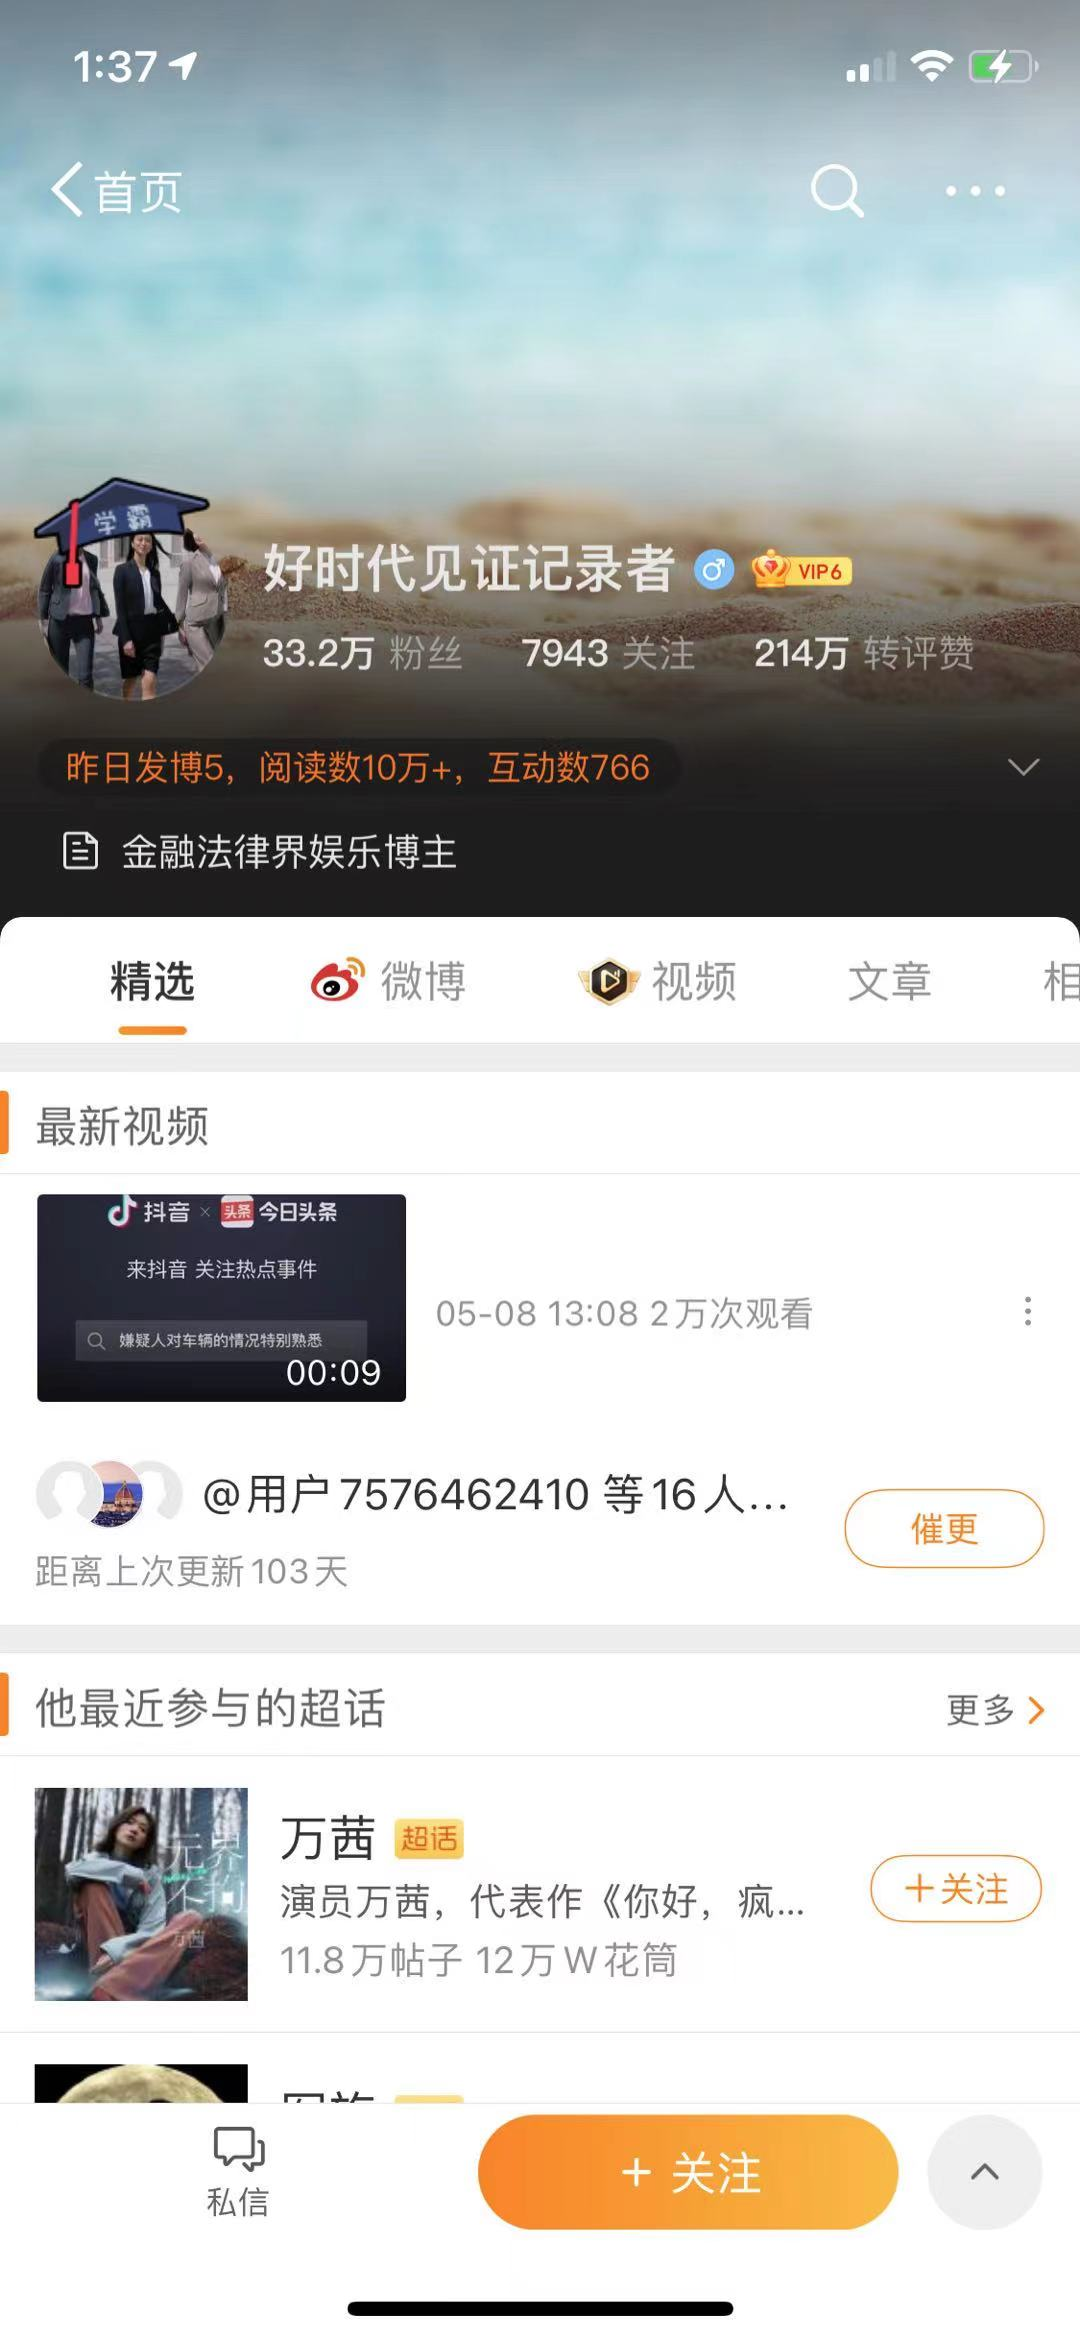 1:37
首页
学霸
好时代见证记录者 VIP6
33.2万 粉丝 7943 关注 214万 转评赞
昨日发博5，阅读数10万+，互动数766
金融法律界娱乐博主
精选 微博 视频 文章 相
最新视频
抖音 × 头条 今日头条
来抖音 关注热点事件
嫌疑人对车辆的情况特别熟悉
00:09
05-08 13:08 2万次观看
@用户7576462410 等16人...
催更
距离上次更新103天
他最近参与的超话
更多
万茜 超话
演员万茜，代表作《你好，疯...
11.8万帖子 12万W花筒
+关注
万茜
私信
+ 关注